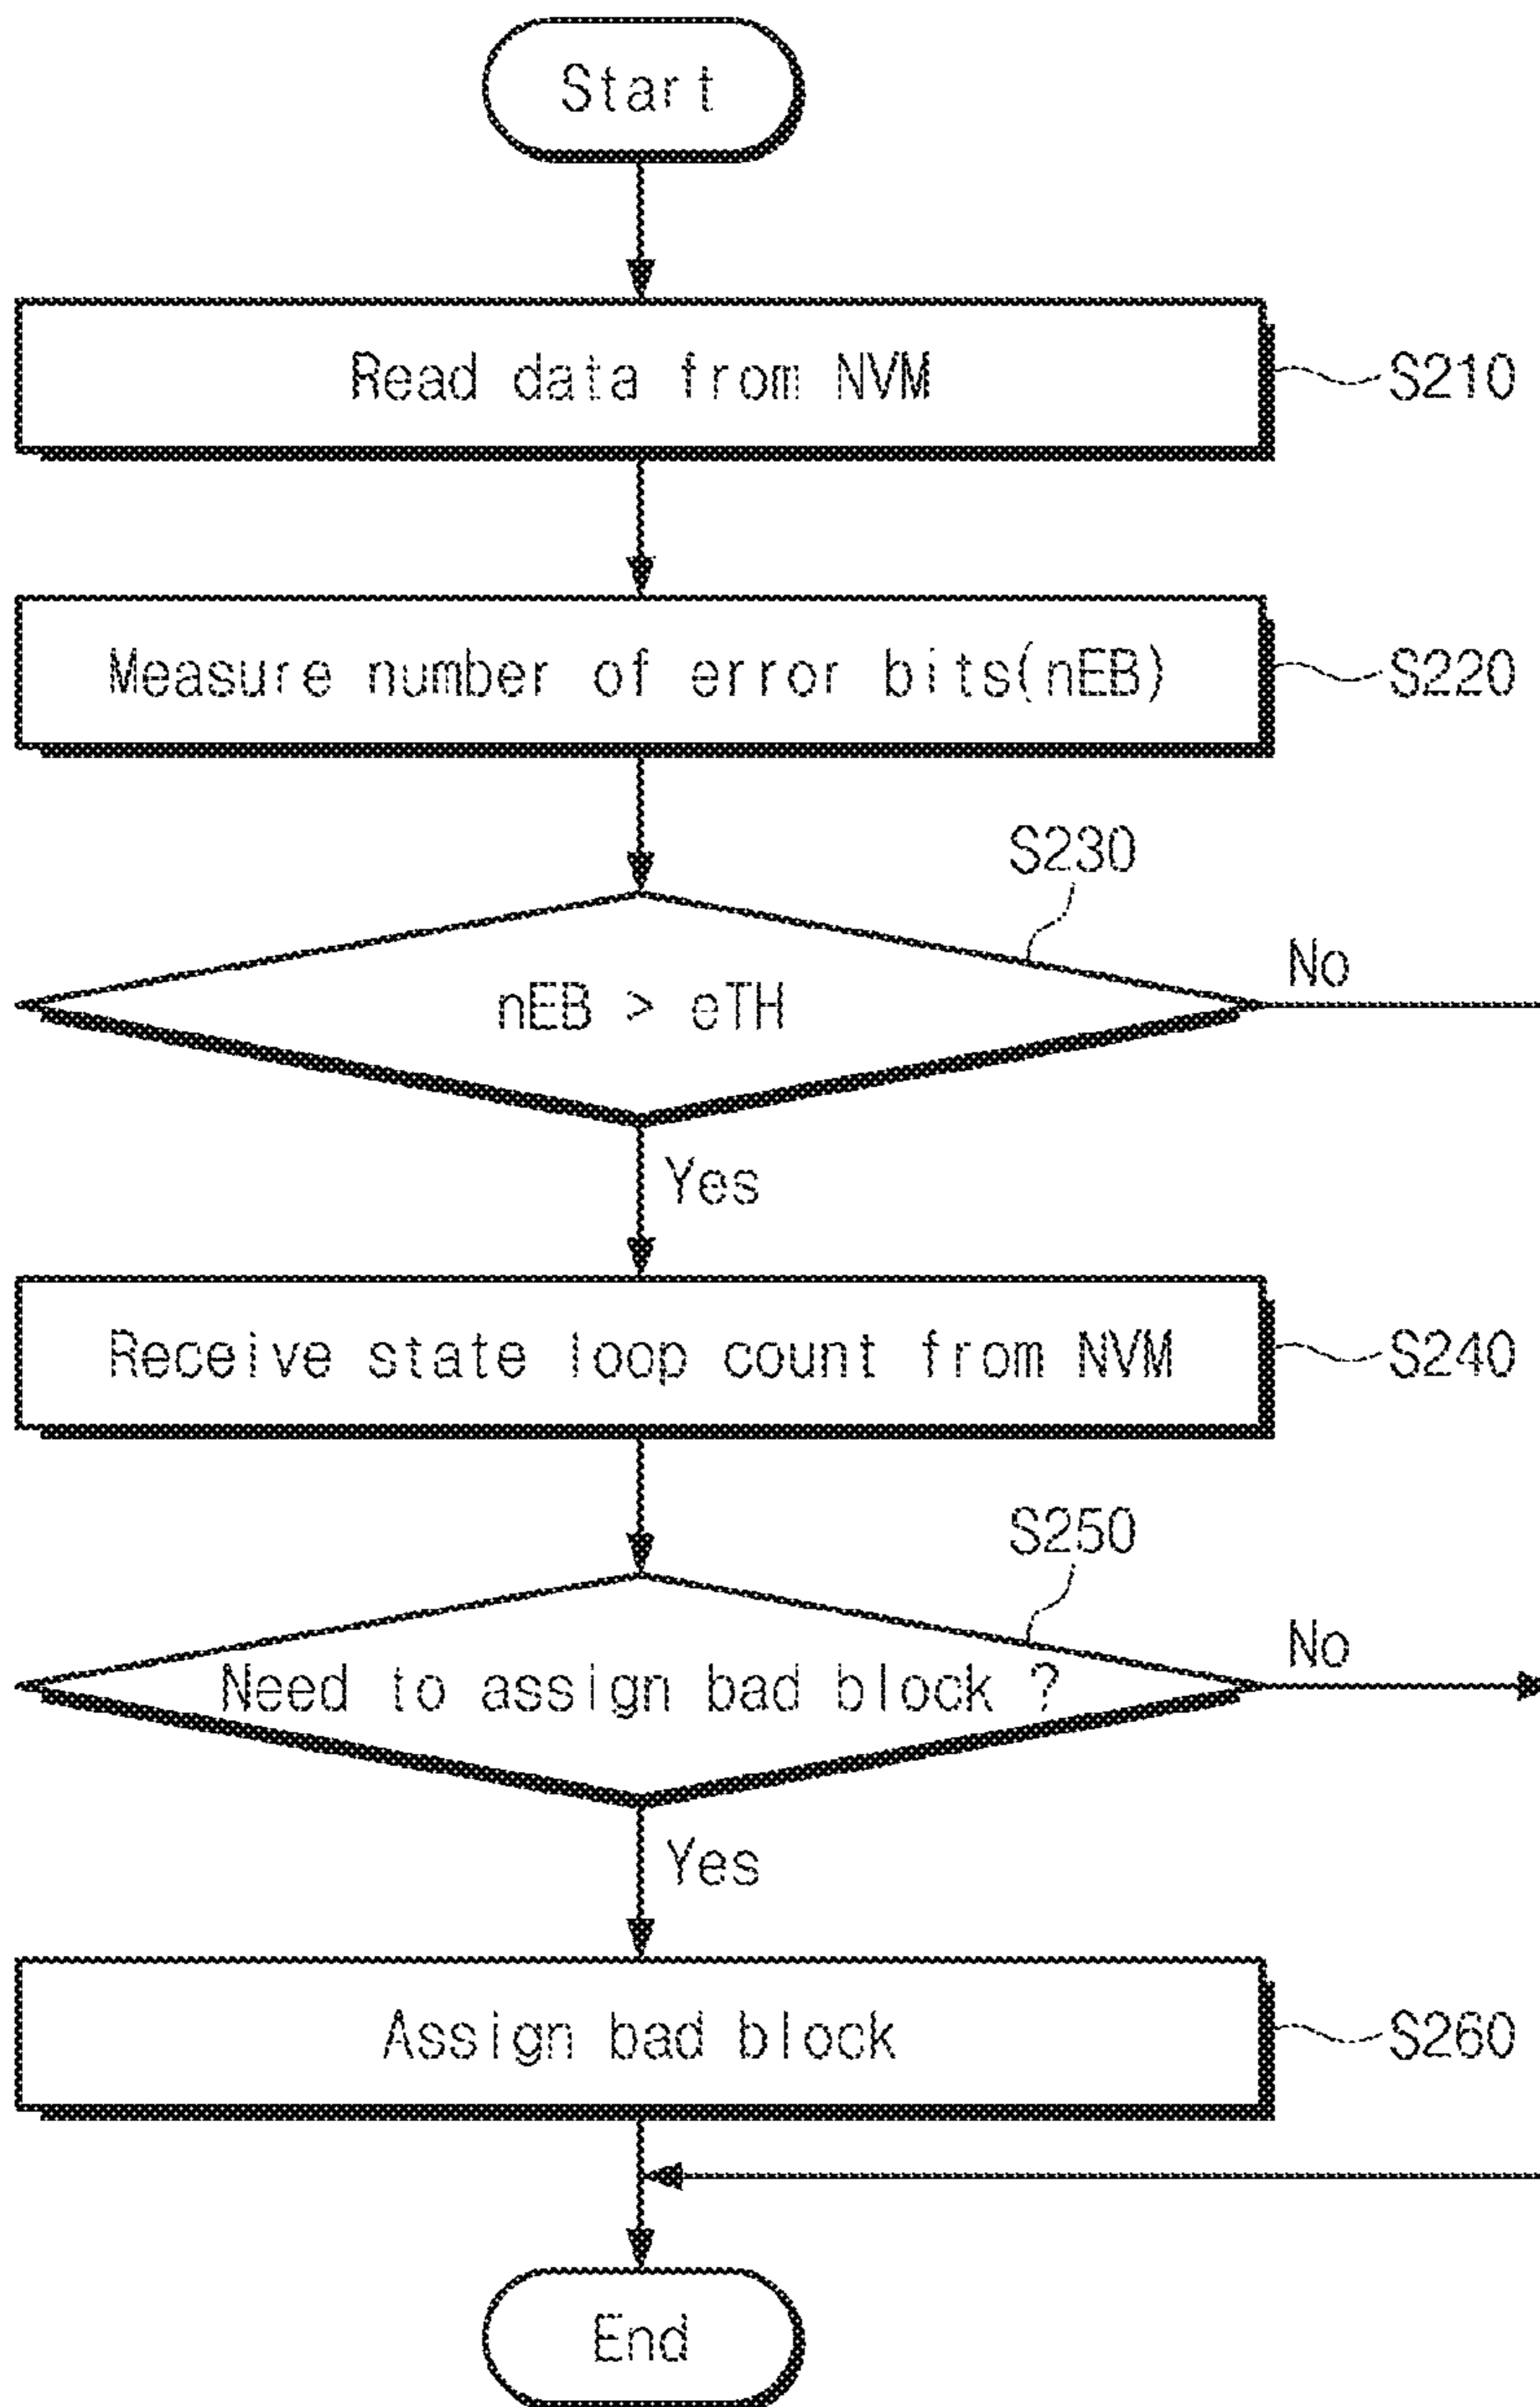 Start
Read data from NVM
S210
Measure number of error bits(nEB)
S220
S230
nEB > eTH
No
Yes
Receive state loop count from NVM
S240
S250
Need to assign bad block ?
No
Yes
Assign bad block
S260
End